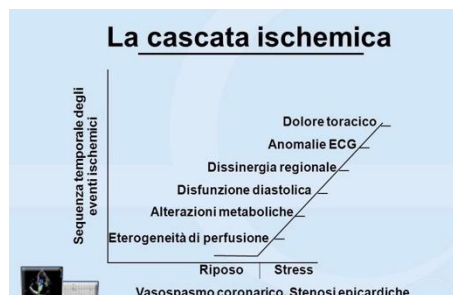 La cascata ischemica
Sequenza temporale degli
eventi ischemici
Dolore toracico
Anomalie ECG
Dissinergia regionale
Disfunzione diastolica
Alterazioni metaboliche
Eterogeneità di perfusione
Riposo
Stress
Vasospasmo coronarico, Stenosi epicardiche